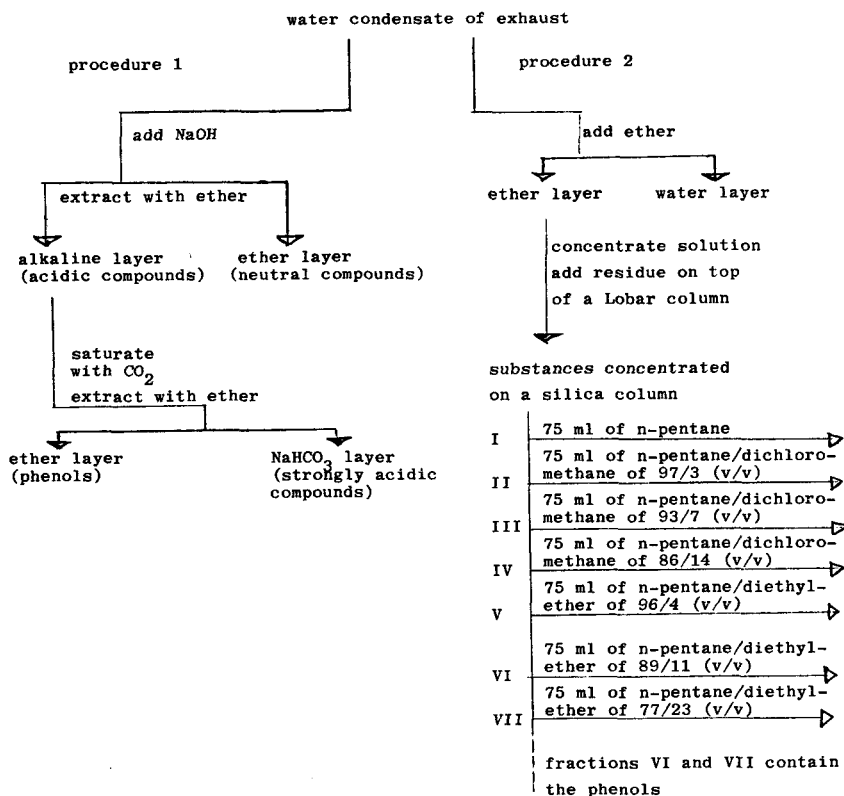 water condensate of exhaust
procedure 1
add NaOH
extract with ether
alkaline layer
(acidic compounds)
ether layer
(neutral compounds)
saturate
with CO2
extract with ether
ether layer
(phenols)
NaHCO3 layer
(strongly acidic
compounds)
procedure 2
add ether
ether layer
water layer
concentrate solution
add residue on top
of a Lobar column
substances concentrated
on a silica column
I 75 ml of n-pentane
75 ml of n-pentane/dichloro-
II methane of 97/3 (v/v)
75 ml of n-pentane/dichloro-
III methane of 93/7 (v/v)
75 ml of n-pentane/dichloro-
IV methane of 86/14 (v/v)
75 ml of n-pentane/diethyl-
V ether of 96/4 (v/v)
75 ml of n-pentane/diethyl-
VI ether of 89/11 (v/v)
75 ml of n-pentane/diethyl-
VII ether of 77/23 (v/v)
fractions VI and VII contain
the phenols